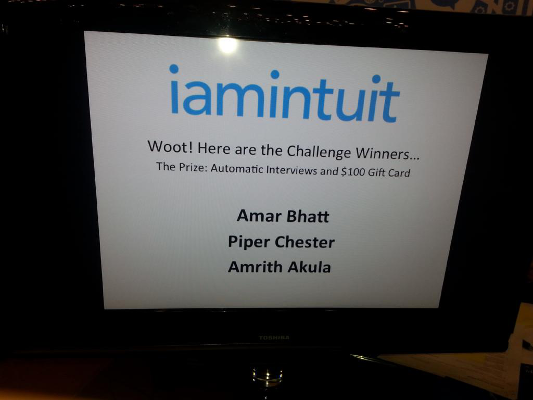 iamintuit
Woot! Here are the Challenge Winners...
The Prize: Automatic Interviews and $100 Gift Card
Amar Bhatt
Piper Chester
Amrith Akula
TOSHIBA